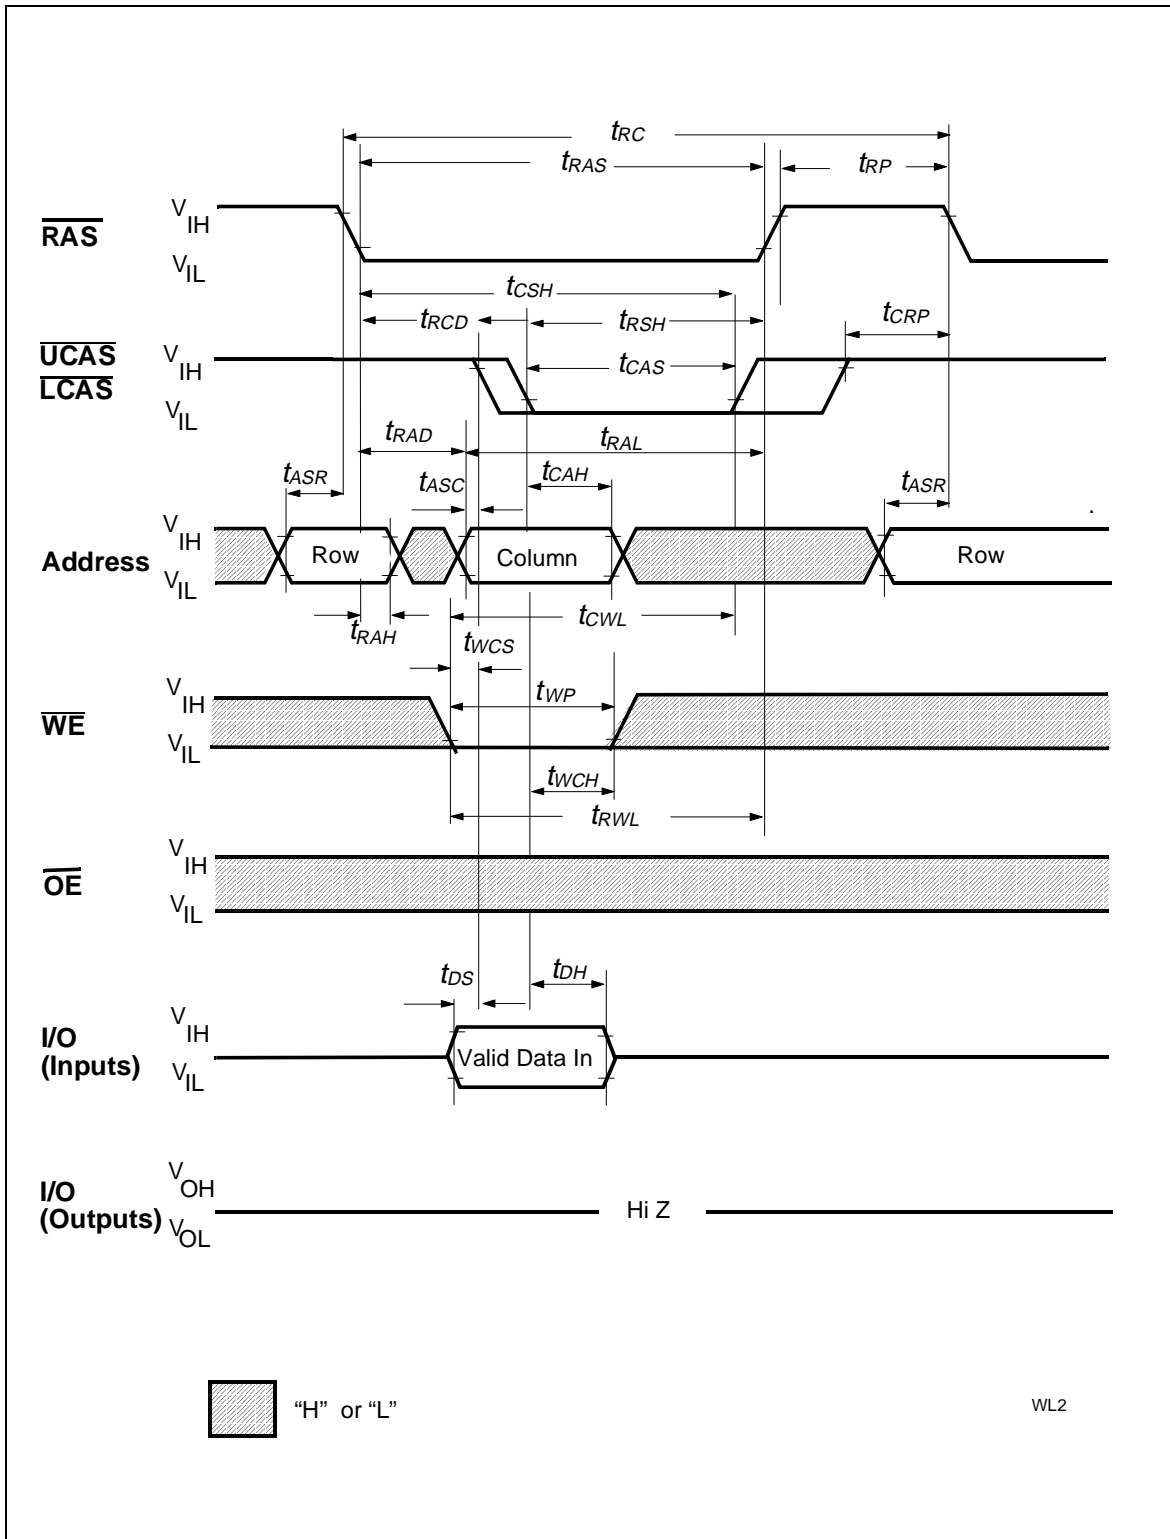 tRC
tRAS
tRP
RAS
VIH
VIL
tCSH
tRCD
tRSH
tCRP
UCAS
LCAS
VIH
VIL
tCAS
tRAD
tRAL
tASR
tASC
tCAH
tASR
Address
VIH
VIL
Row
Column
Row
tRAH
tCWL
tWCS
WE
VIH
VIL
tWP
tWCH
tRWL
OE
VIH
VIL
tDS
tDH
I/O
(Inputs)
VIH
VIL
Valid Data In
I/O
(Outputs)
VOH
VOL
Hi Z
“H” or “L”
WL2